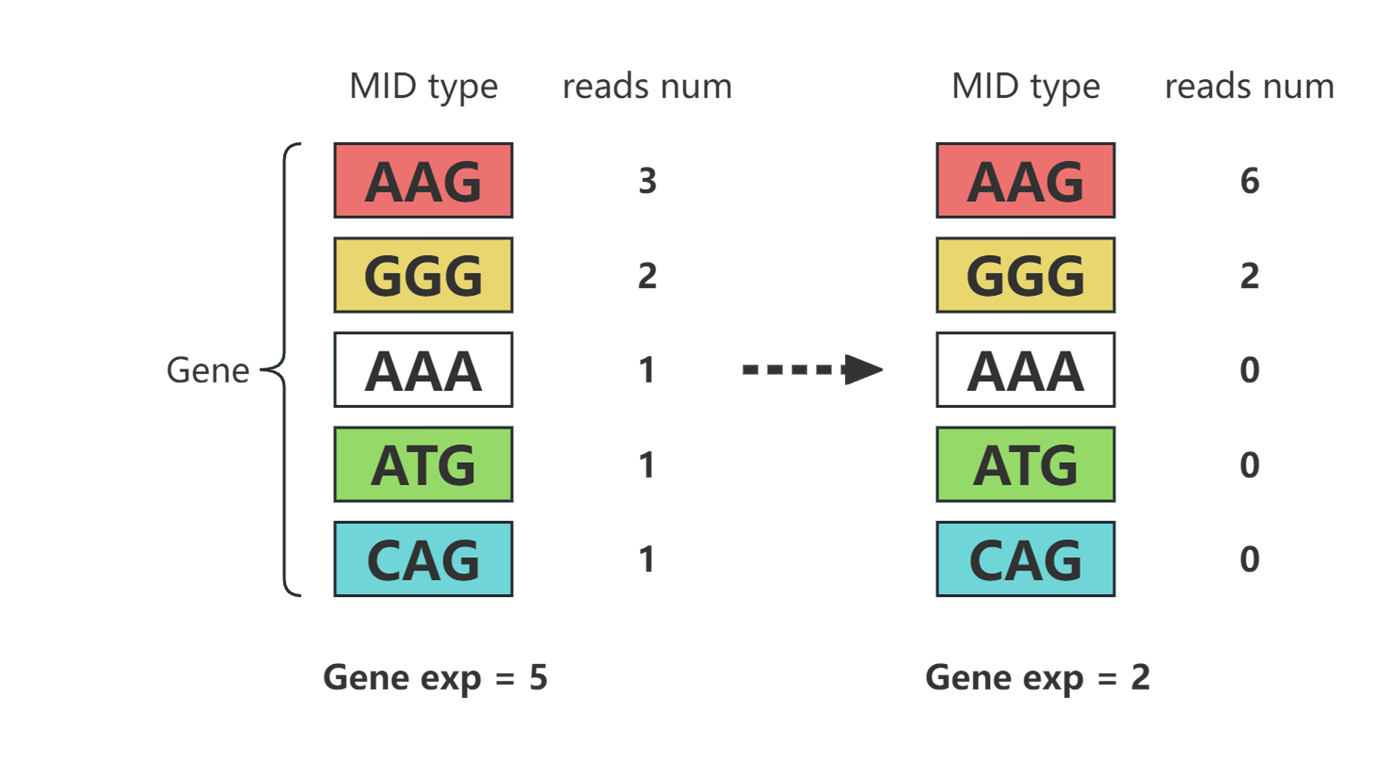 MID type reads num MID type reads num
AAG 3 AAG 6
GGG 2 GGG 2
Gene AAA 1 AAA 0
ATG 1 ATG 0
CAG 1 CAG 0
Gene exp = 5 Gene exp = 2